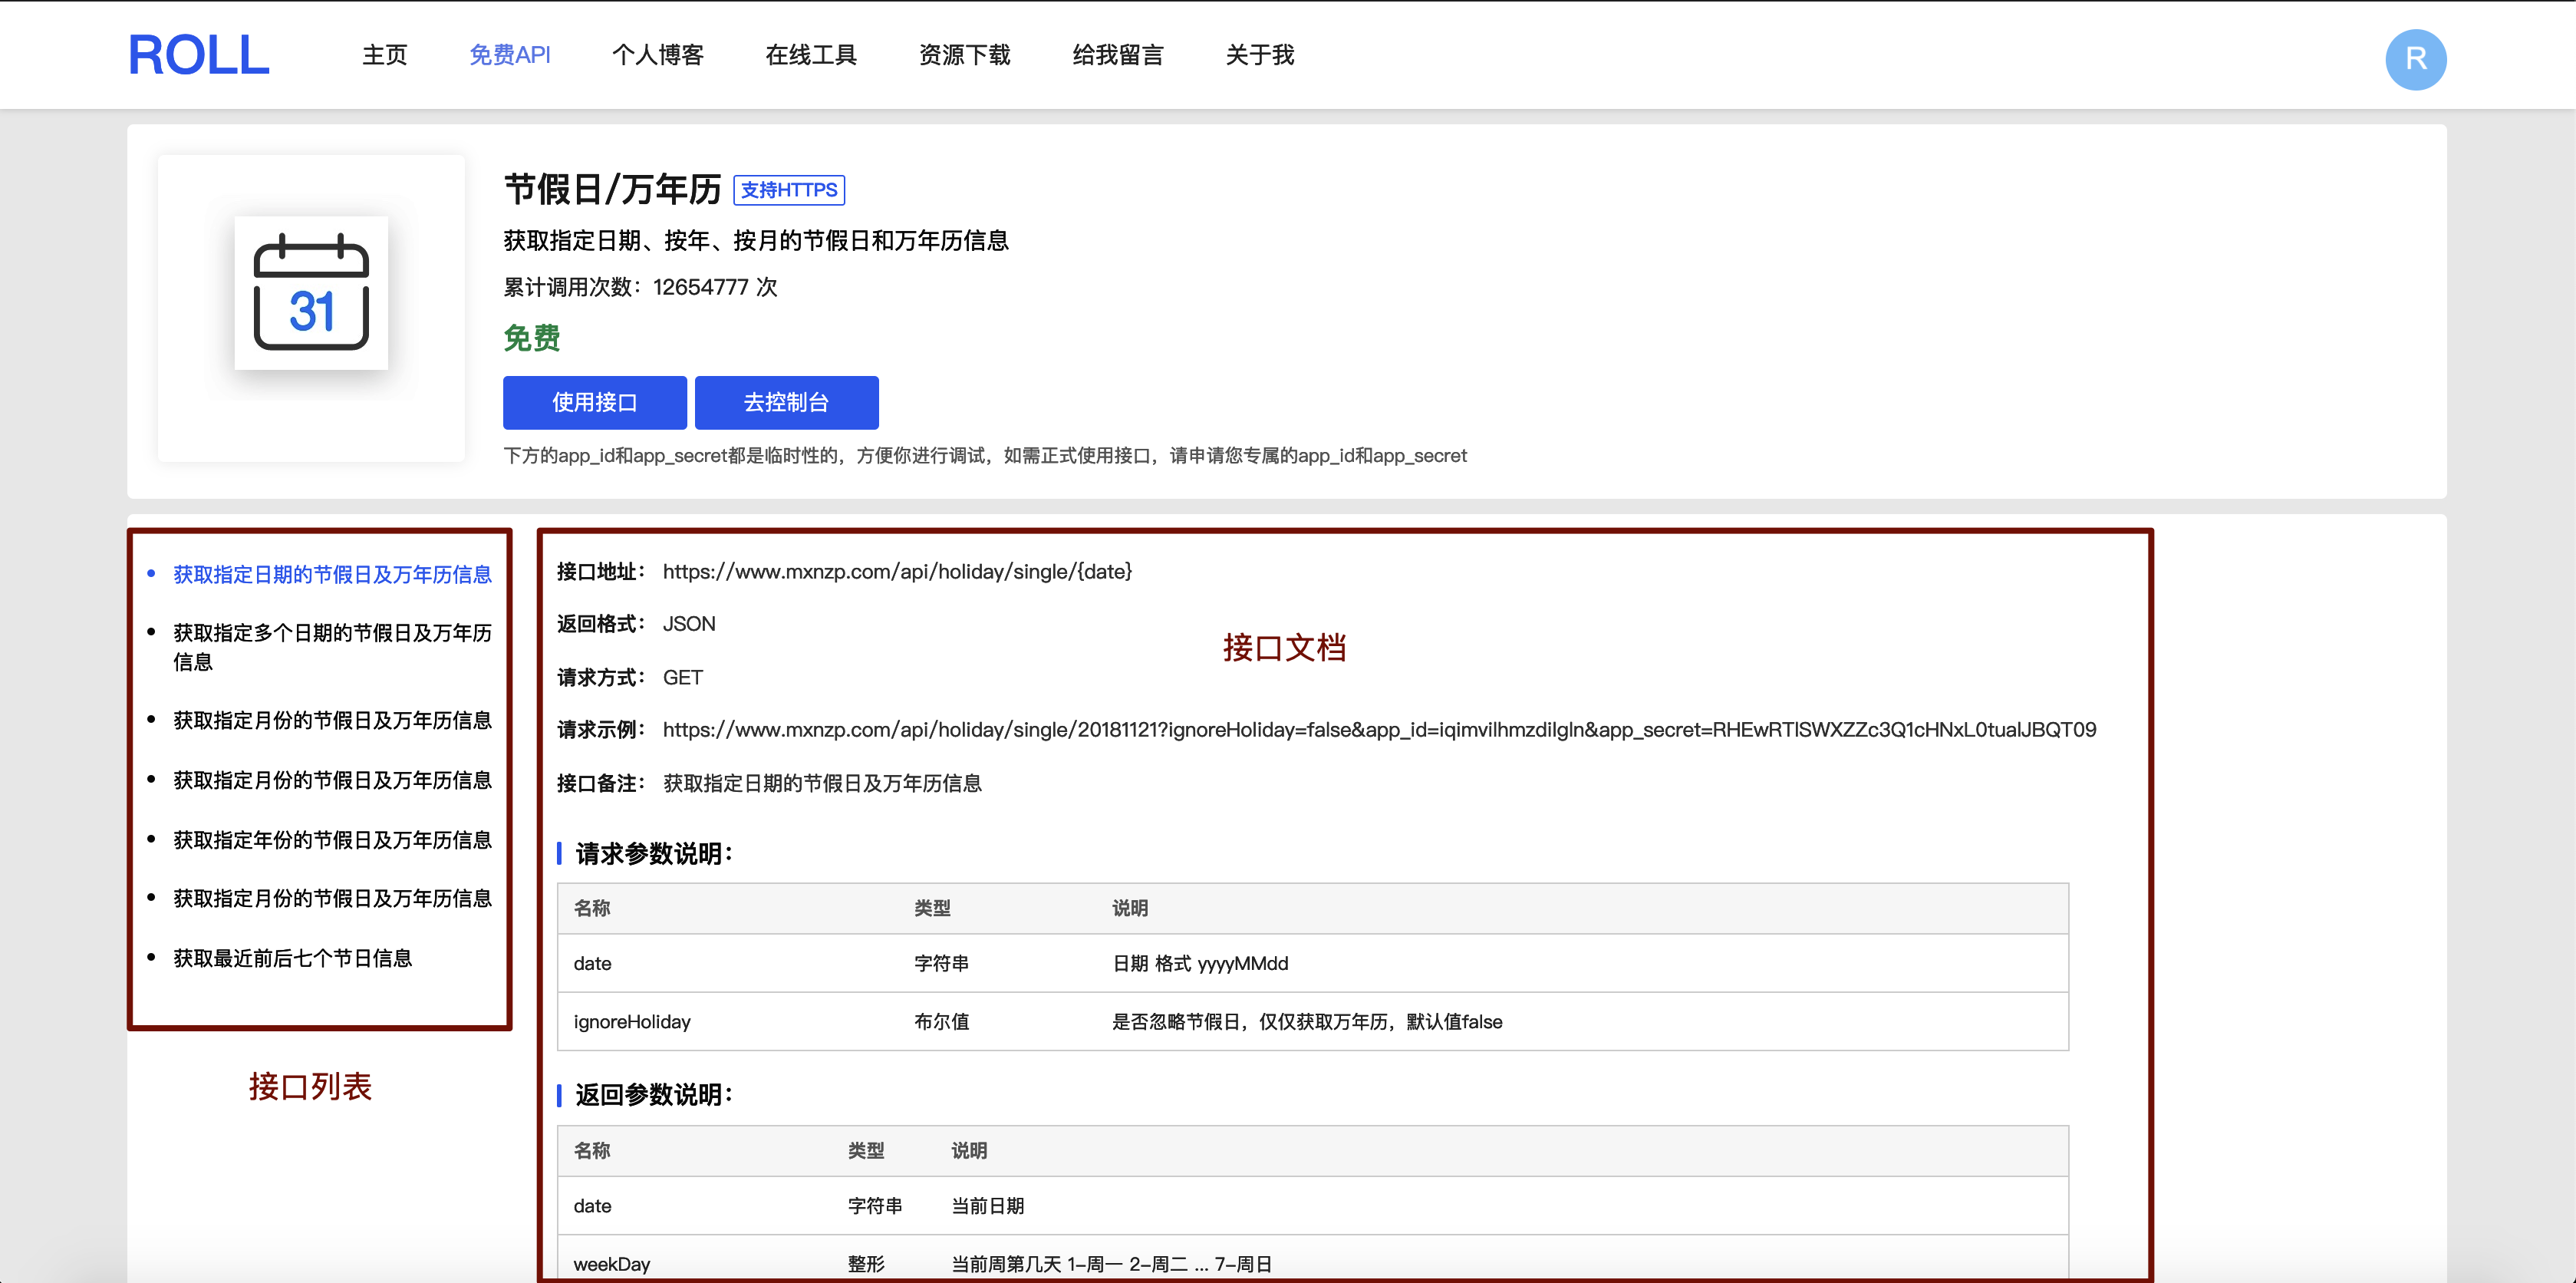 ROLL
主页 免费API 个人博客 在线工具 资源下载 给我留言 关于我
R
31
节假日/万年历 支持HTTPS
获取指定日期、按年、按月的节假日和万年历信息
累计调用次数：12654777 次
免费
使用接口 去控制台
下方的app_id和app_secret都是临时性的，方便你进行调试，如需正式使用接口，请申请您专属的app_id和app_secret
获取指定日期的节假日及万年历信息
获取指定多个日期的节假日及万年历
信息
获取指定月份的节假日及万年历信息
获取指定月份的节假日及万年历信息
获取指定年份的节假日及万年历信息
获取指定月份的节假日及万年历信息
获取最近前后七个节日信息
接口列表
接口地址： https://www.mxnzp.com/api/holiday/single/{date}
返回格式： JSON
接口文档
请求方式： GET
请求示例： https://www.mxnzp.com/api/holiday/single/20181121?ignoreHoliday=false&app_id=iqimvilhmzdilgln&app_secret=RHEwRTlSWXZZc3Q1cHNxL0tualJBQT09
接口备注： 获取指定日期的节假日及万年历信息
请求参数说明：
名称 类型 说明
date 字符串 日期 格式 yyyyMMdd
ignoreHoliday 布尔值 是否忽略节假日，仅仅获取万年历，默认值false
返回参数说明：
名称 类型 说明
date 字符串 当前日期
weekDay 整形 当前周第几天 1-周一 2-周二 ... 7-周日